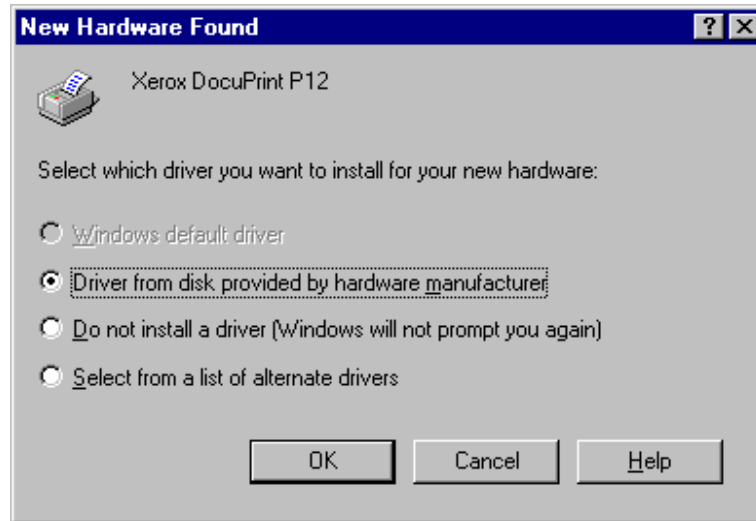 New Hardware Found
Xerox DocuPrint P12
Select which driver you want to install for your new hardware:
Windows default driver
Driver from disk provided by hardware manufacturer
Do not install a driver (Windows will not prompt you again)
Select from a list of alternate drivers
OK Cancel Help